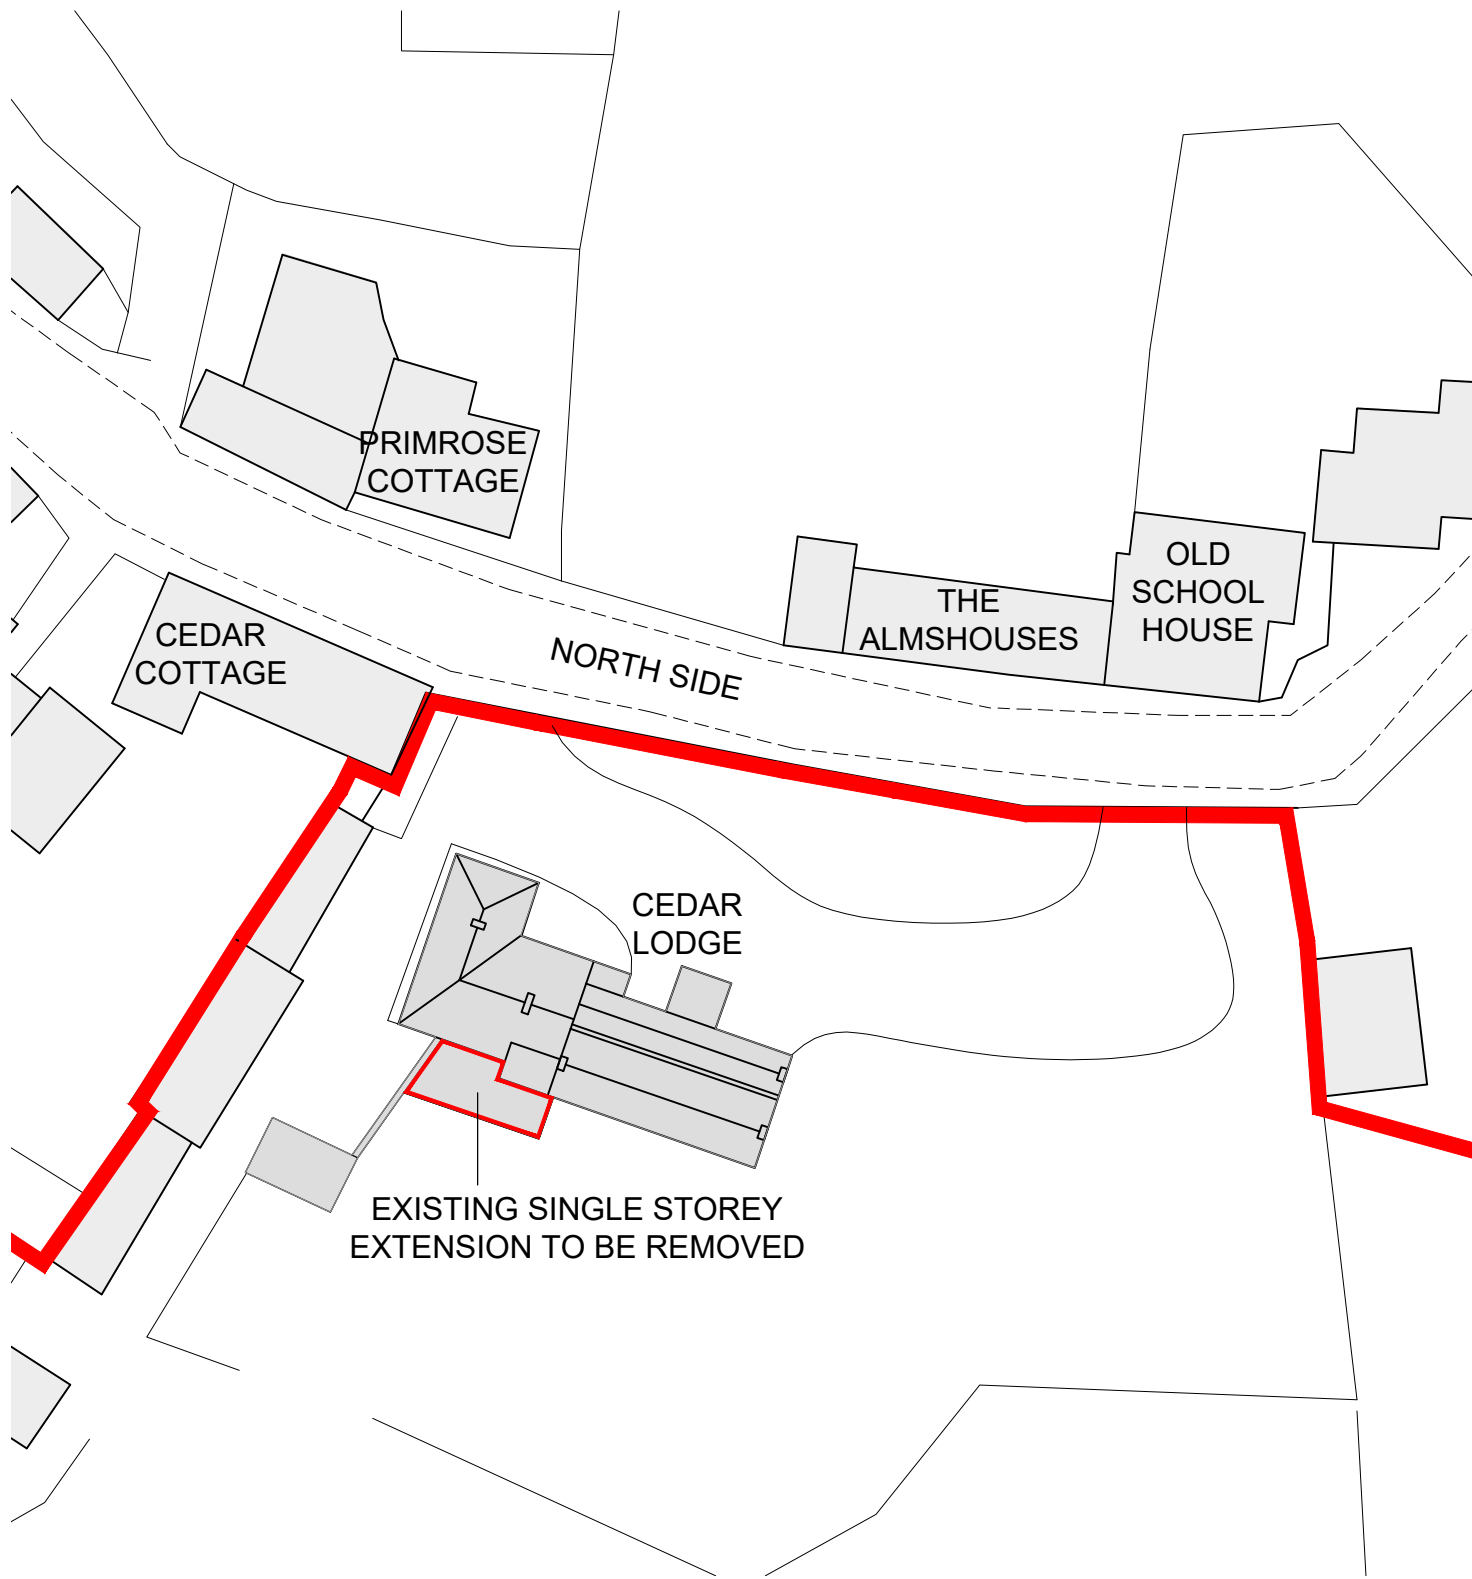 PRIMROSE
COTTAGE
OLD
SCHOOL
HOUSE
THE
ALMSHOUSES
CEDAR
COTTAGE
NORTH SIDE
CEDAR
LODGE
EXISTING SINGLE STOREY
EXTENSION TO BE REMOVED